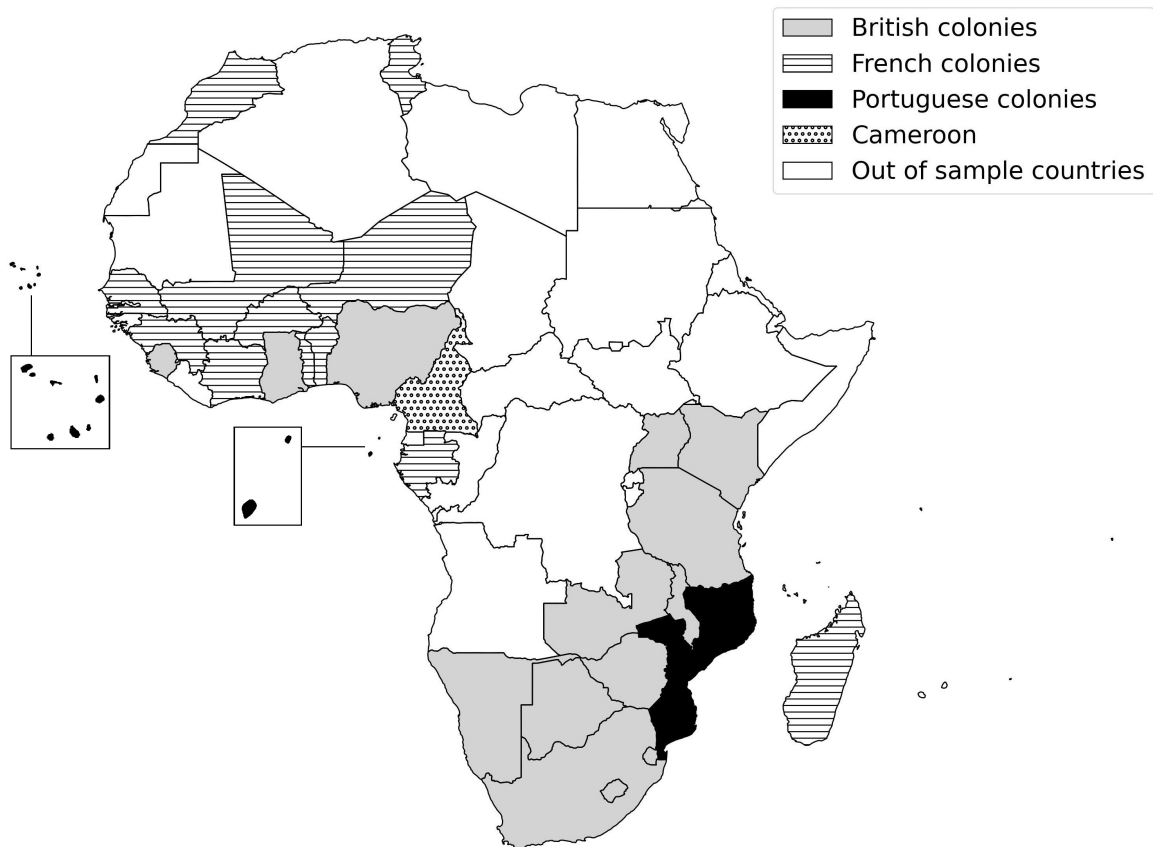 British colonies
French colonies
Portuguese colonies
Cameroon
Out of sample countries